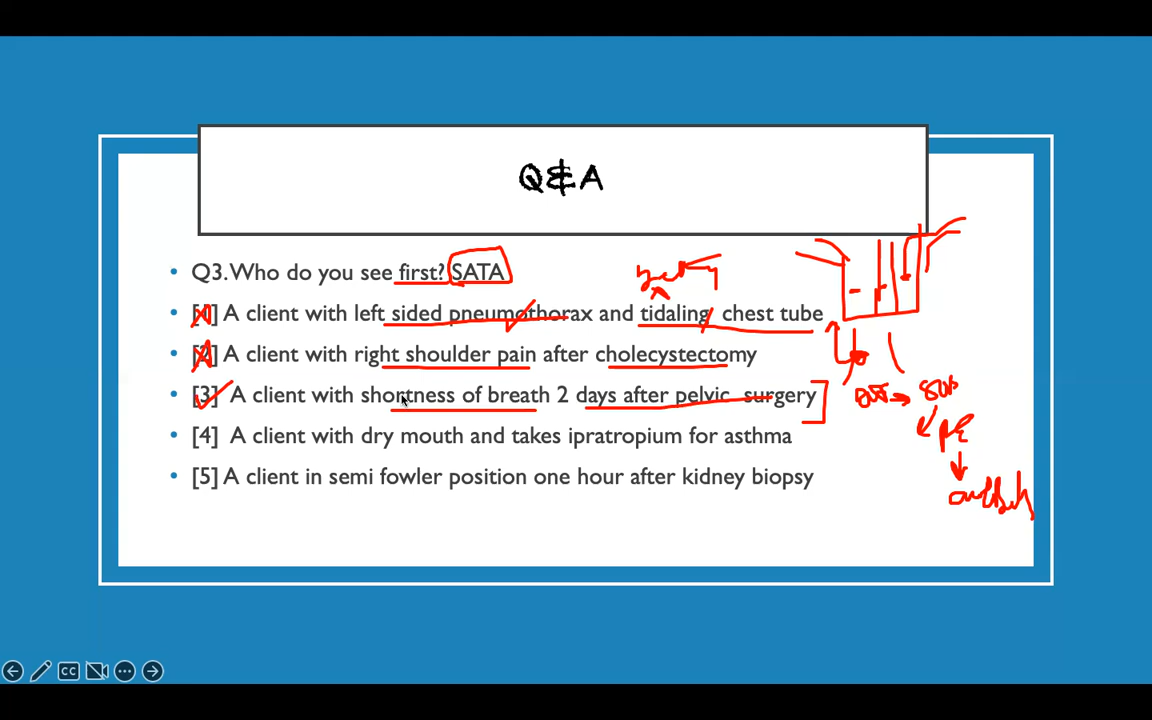 Q&A
Q3.Who do you see first? SATA
[1] A client with left sided pneumothorax and tidaling chest tube
[2] A client with right shoulder pain after cholecystectomy
[3] A client with shortness of breath 2 days after pelvic surgery
[4] A client with dry mouth and takes ipratropium for asthma
[5] A client in semi fowler position one hour after kidney biopsy
SOB
PE
CC